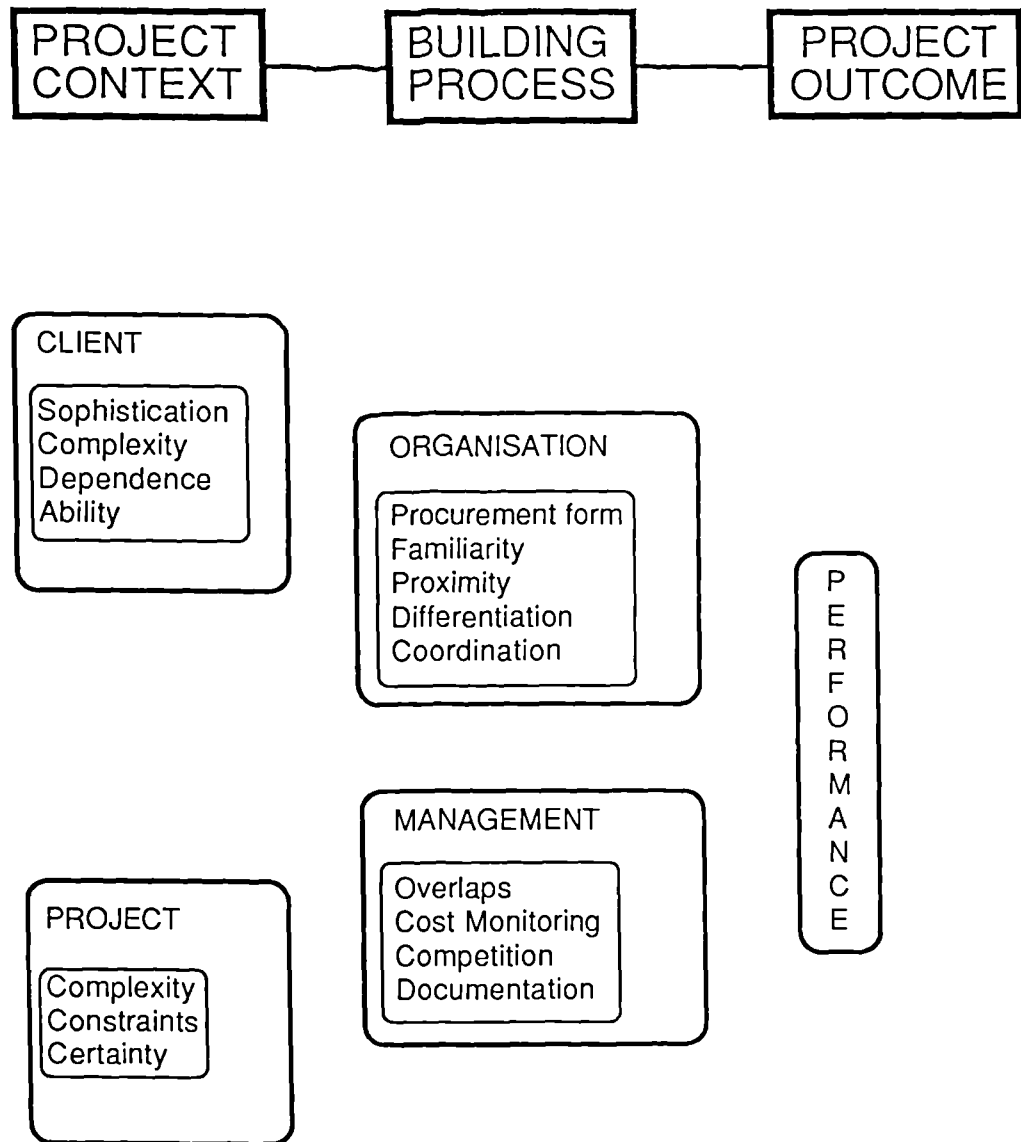 PROJECT
CONTEXT
BUILDING
PROCESS
PROJECT
OUTCOME
CLIENT
Sophistication
Complexity
Dependence
Ability
ORGANISATION
Procurement form
Familiarity
Proximity
Differentiation
Coordination
PERFORMANCE
MANAGEMENT
Overlaps
Cost Monitoring
Competition
Documentation
PROJECT
Complexity
Constraints
Certainty